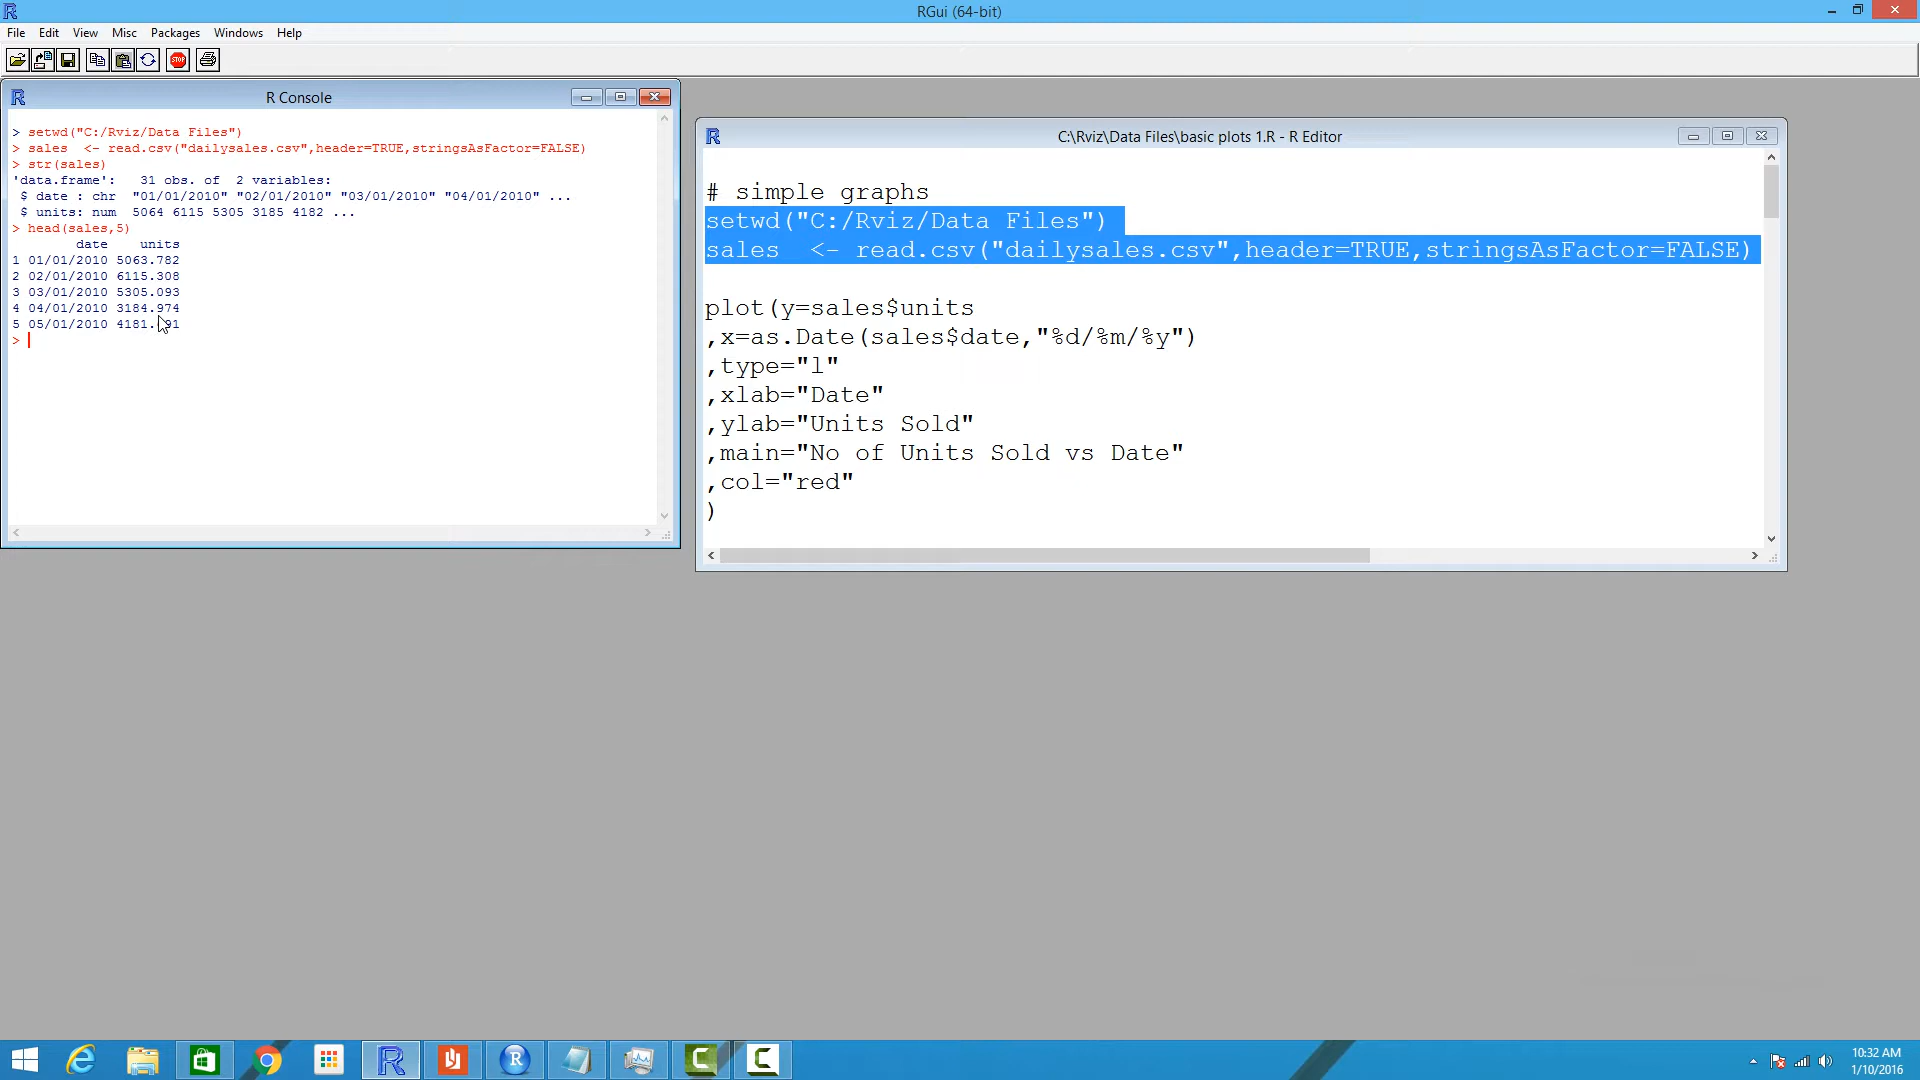 RGui (64-bit)
File Edit View Misc Packages Windows Help
R Console
> setwd("C:/Rviz/Data Files")
> sales  <- read.csv("dailysales.csv",header=TRUE,stringsAsFactor=FALSE)
> str(sales)
'data.frame':   31 obs. of  2 variables:
 $ date : chr  "01/01/2010" "02/01/2010" "03/01/2010" "04/01/2010" ...
 $ units: num  5064 6115 5305 3185 4182 ...
> head(sales,5)
        date    units
1 01/01/2010 5063.782
2 02/01/2010 6115.308
3 03/01/2010 5305.093
4 04/01/2010 3184.974
5 05/01/2010
>
C:\Rviz\Data Files\basic plots 1.R - R Editor
# simple graphs
setwd("C:/Rviz/Data Files")
sales  <- read.csv("dailysales.csv",header=TRUE,stringsAsFactor=FALSE)
plot(y=sales$units
,x=as.Date(sales$date,"%d/%m/%y")
,type="l"
,xlab="Date"
,ylab="Units Sold"
,main="No of Units Sold vs Date"
,col="red"
)
10:32 AM
1/10/2016